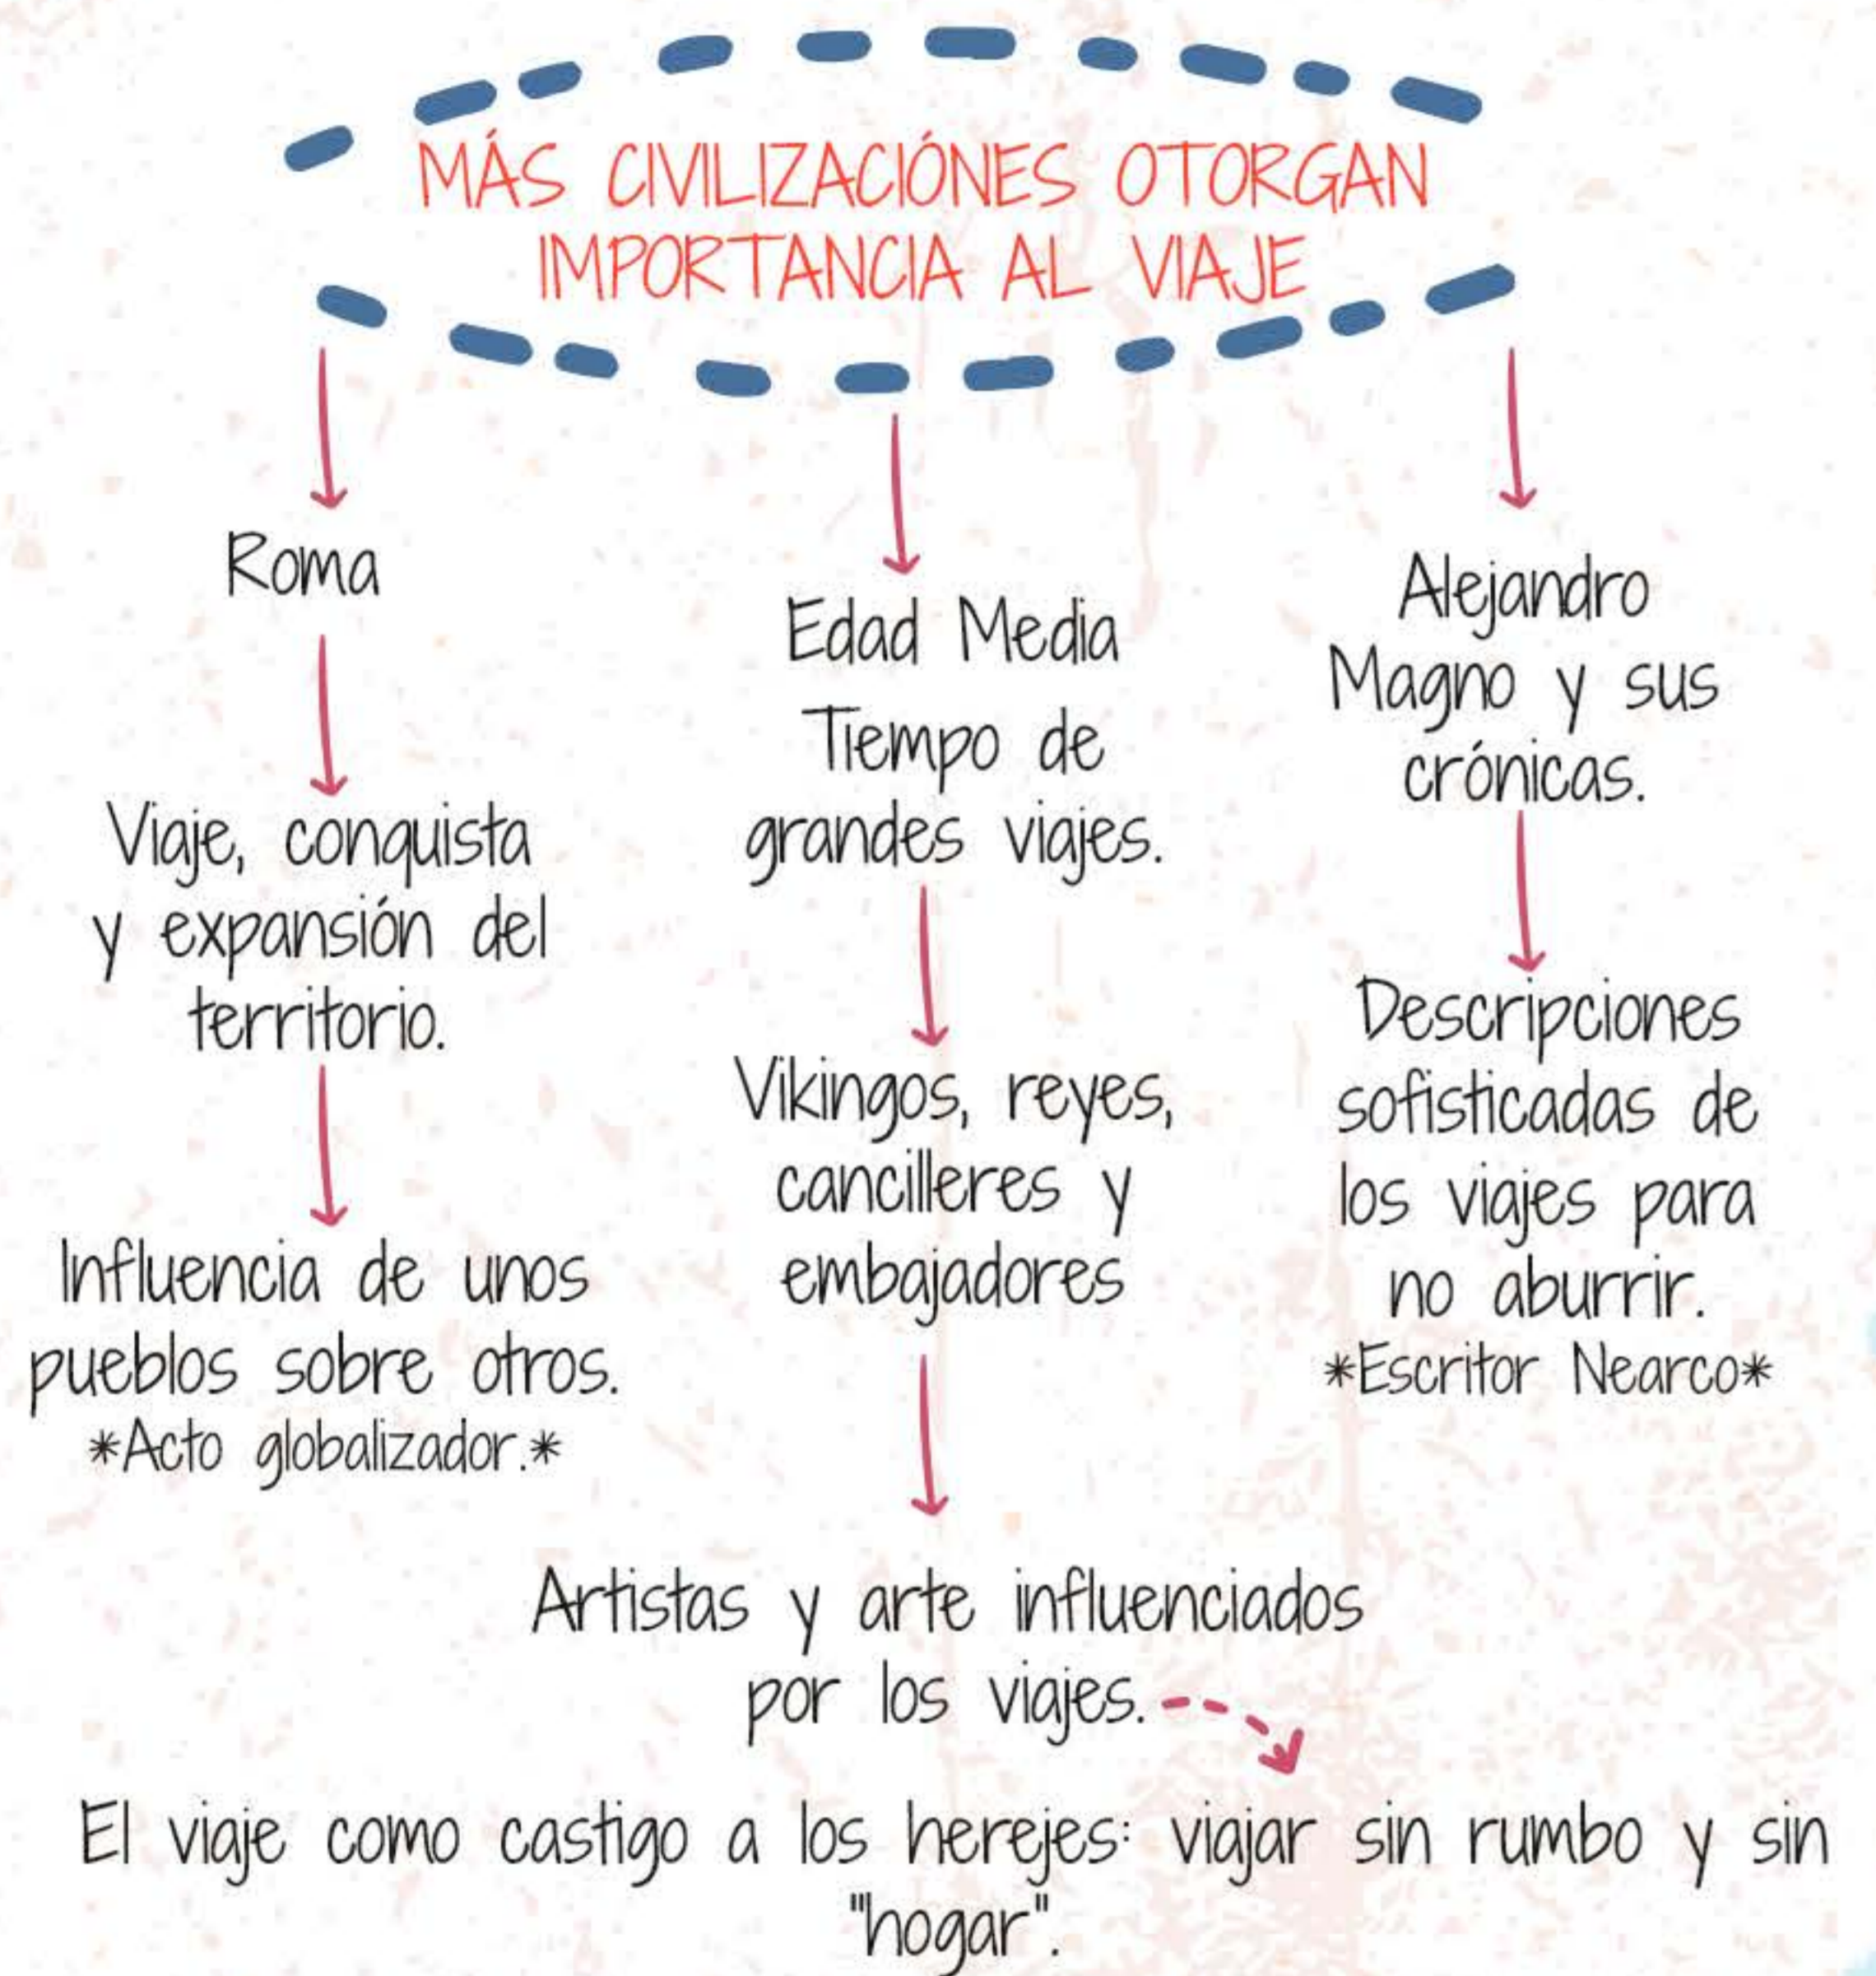 MÁS CIVILIZACIÓNES OTORGAN
IMPORTANCIA AL VIAJE
Roma
Viaje, conquista
y expansión del
territorio.
Influencia de unos
pueblos sobre otros.
*Acto globalizador.*
Edad Media
Tiempo de
grandes viajes.
Vikingos, reyes,
cancilleres y
embajadores
Artistas y arte influenciados
por los viajes.
El viaje como castigo a los herejes: viajar sin rumbo y sin
"hogar".
Alejandro
Magno y sus
crónicas.
Descripciones
sofisticadas de
los viajes para
no aburrir.
*Escritor Nearco*